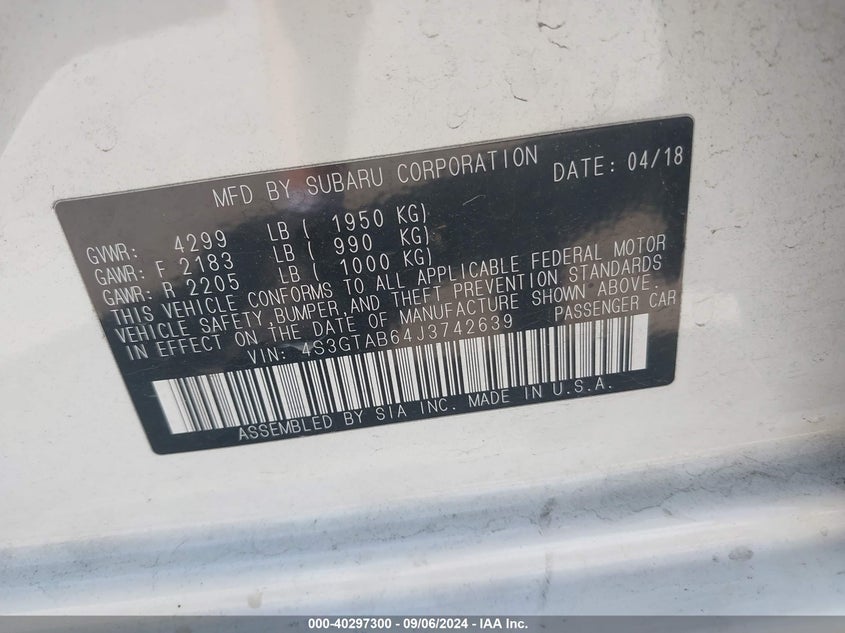 MFD BY SUBARU CORPORATION DATE: 04/18
GVWR: 4299 LB ( 1950 KG)
GAWR: F 2183 LB ( 990 KG)
GAWR: R 2205 LB ( 1000 KG)
THIS VEHICLE CONFORMS TO ALL APPLICABLE FEDERAL MOTOR
VEHICLE SAFETY BUMPER,AND THEFT PREVENTION STANDARDS
IN EFFECT ON THE DATE OF MANUFACTURE SHOWN ABOVE.
VIN: 4S3GTAB64J3742639 PASSENGER CAR
ASSEMBLED BY SIA INC. MADE IN U.S.A.
000-40297300 - 09/06/2024 - IAA Inc.